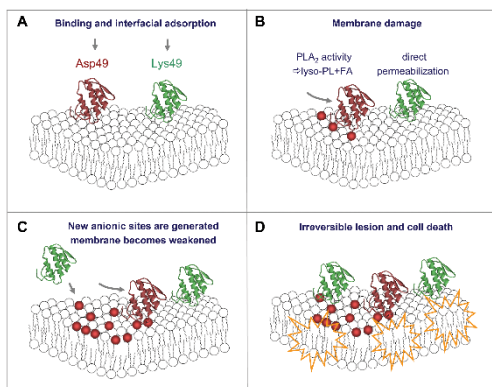 A
Binding and interfacial adsorption
Asp49
Lys49
B
Membrane damage
PLA₂ activity
⇨lyso-PL+FA
direct
permeabilization
C
New anionic sites are generated
membrane becomes weakened
D
Irreversible lesion and cell death